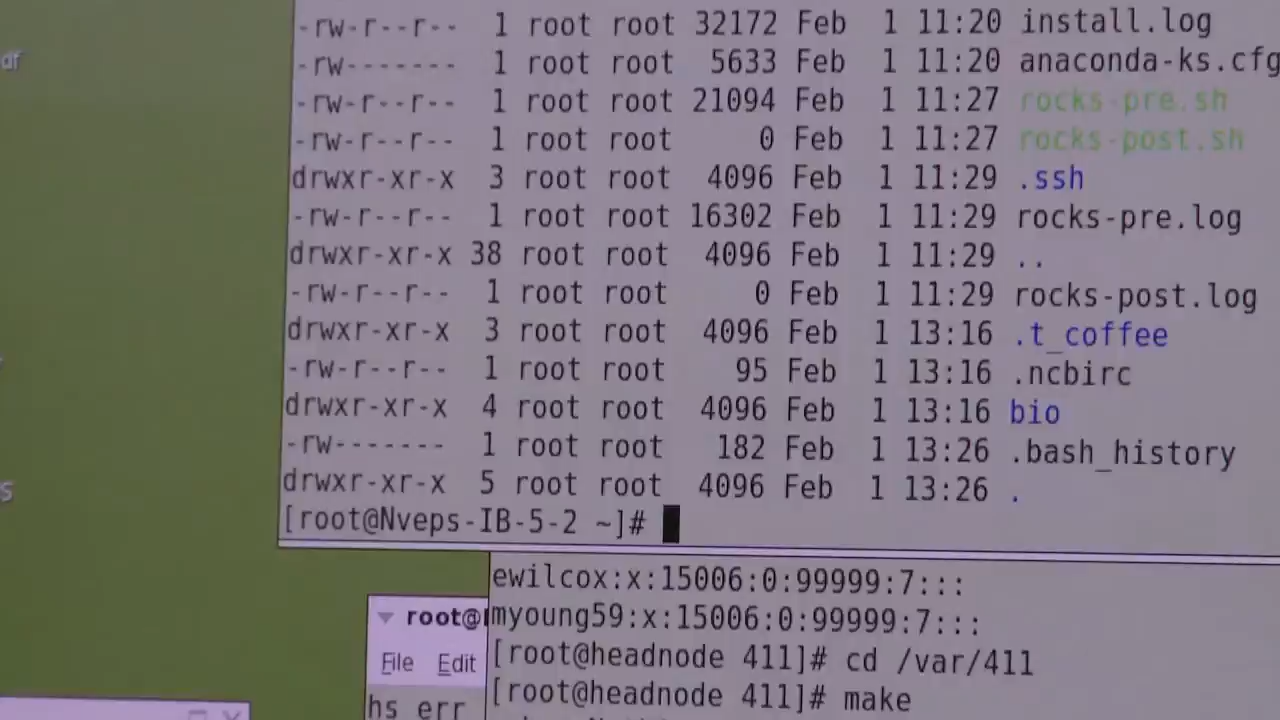 df
-rw-r--r-- 1 root root 32172 Feb 1 11:20 install.log
-rw------- 1 root root 5633 Feb 1 11:20 anaconda-ks.cfg
-rw-r--r-- 1 root root 21094 Feb 1 11:27 rocks-pre.sh
-rw-r--r-- 1 root root 0 Feb 1 11:27 rocks-post.sh
drwxr-xr-x 3 root root 4096 Feb 1 11:29 .ssh
-rw-r--r-- 1 root root 16302 Feb 1 11:29 rocks-pre.log
drwxr-xr-x 38 root root 4096 Feb 1 11:29 ..
-rw-r--r-- 1 root root 0 Feb 1 11:29 rocks-post.log
drwxr-xr-x 3 root root 4096 Feb 1 13:16 .t_coffee
-rw-r--r-- 1 root root 95 Feb 1 13:16 .ncbirc
drwxr-xr-x 4 root root 4096 Feb 1 13:16 bio
-rw------- 1 root root 182 Feb 1 13:26 .bash_history
drwxr-xr-x 5 root root 4096 Feb 1 13:26 .
[root@Nveps-IB-5-2 ~]#
ewilcox:x:15006:0:99999:7:::
myoung59:x:15006:0:99999:7:::
[root@headnode 411]# cd /var/411
[root@headnode 411]# make
root@
File Edit
hs err